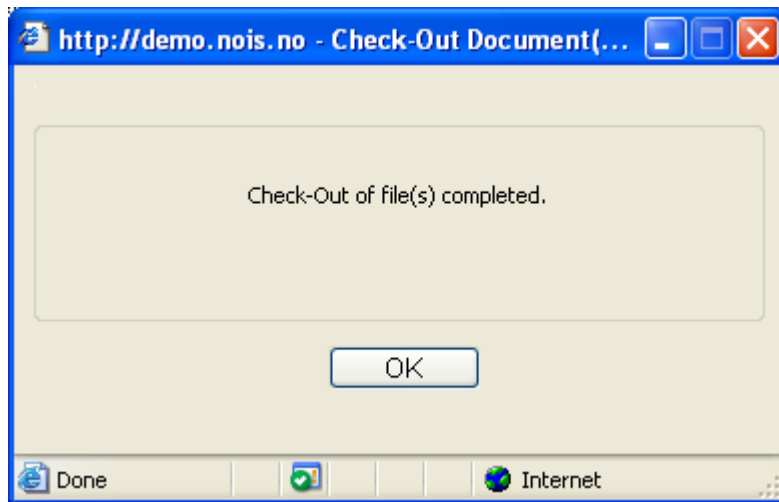 http://demo.nois.no - Check-Out Document(...
Check-Out of file(s) completed.
OK
Done
Internet